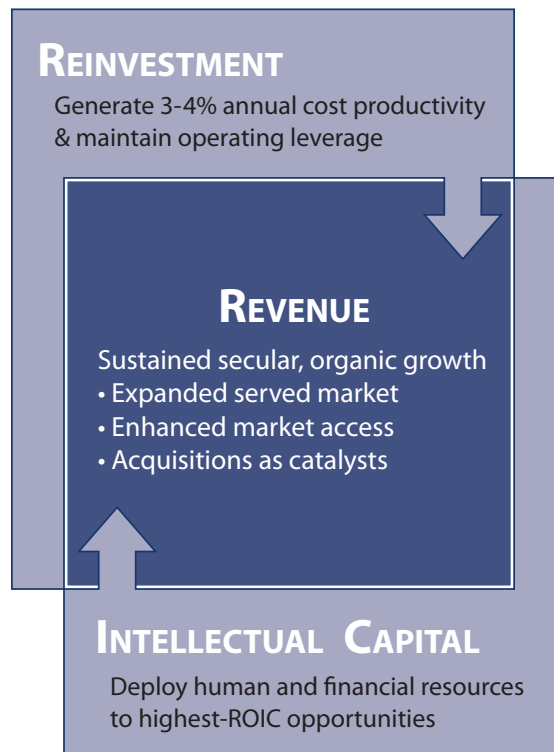 REINVESTMENT
Generate 3-4% annual cost productivity
& maintain operating leverage
REVENUE
Sustained secular, organic growth
• Expanded served market
• Enhanced market access
• Acquisitions as catalysts
INTELLECTUAL CAPITAL
Deploy human and financial resources
to highest-ROIC opportunities